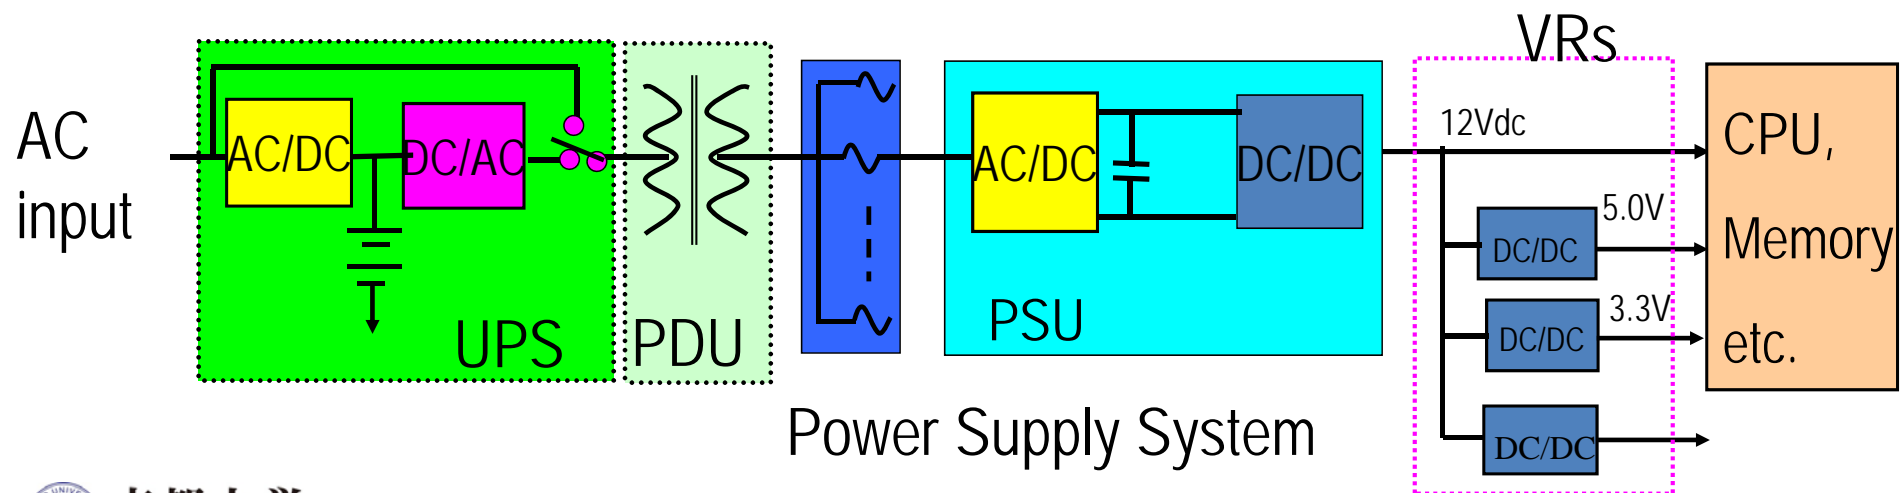 AC
input
AC/DC
DC/AC
UPS
PDU
AC/DC
DC/DC
PSU
VRs
12Vdc
5.0V
DC/DC
3.3V
DC/DC
DC/DC
CPU,
Memory
etc.
Power Supply System